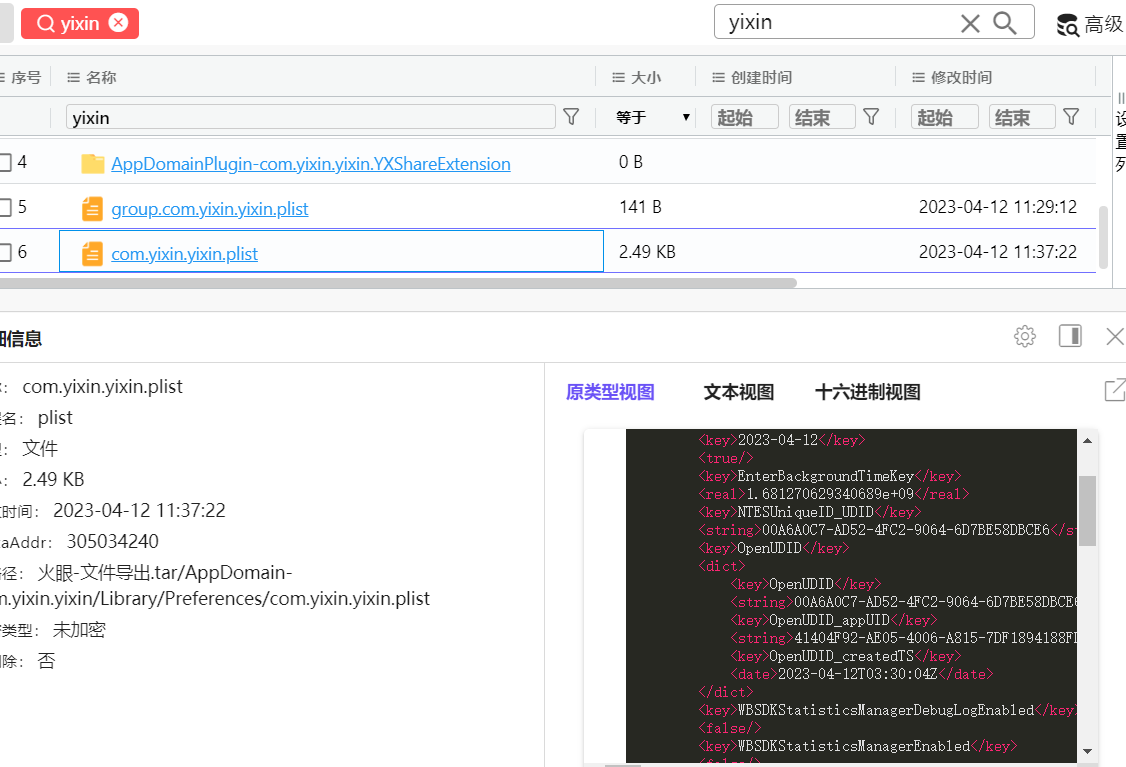 yixin
yixin
高级
序号
名称
大小
创建时间
修改时间
yixin
等于
起始
结束
起始
结束
设
置
列
4 AppDomainPlugin-com.yixin.yixin.YXShareExtension 0 B
5 group.com.yixin.yixin.plist 141 B 2023-04-12 11:29:12
6 com.yixin.yixin.plist 2.49 KB 2023-04-12 11:37:22
细信息
: com.yixin.yixin.plist
名: plist
: 文件
: 2.49 KB
时间: 2023-04-12 11:37:22
aAddr: 305034240
径: 火眼-文件导出.tar/AppDomain-
m.yixin.yixin/Library/Preferences/com.yixin.yixin.plist
类型: 未加密
除: 否
原类型视图
文本视图
十六进制视图
<key>2023-04-12</key>
<true/>
<key>EnterBackgroundTimeKey</key>
<real>1.681270629340689e+09</real>
<key>NTESUniqueID_UDID</key>
<string>00A6A0C7-AD52-4FC2-9064-6D7BE58DBCE6</s
<key>OpenUDID</key>
<dict>
<key>OpenUDID</key>
<string>00A6A0C7-AD52-4FC2-9064-6D7BE58DBCE6
<key>OpenUDID_appUID</key>
<string>41404F92-AE05-4006-A815-7DF1894188F
<key>OpenUDID_createdTS</key>
<date>2023-04-12T03:30:04Z</date>
</dict>
<key>WBSDKStatisticsManagerDebugLogEnabled</key>
<false/>
<key>WBSDKStatisticsManagerEnabled</key>
<false/>